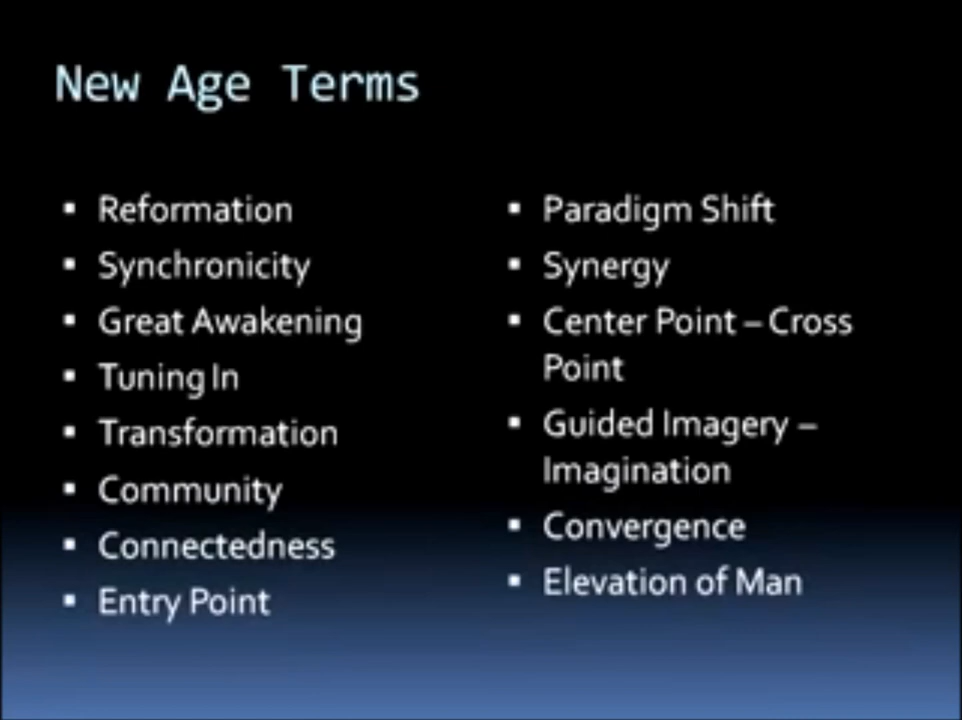 New Age Terms
▪ Reformation
▪ Synchronicity
▪ Great Awakening
▪ Tuning In
▪ Transformation
▪ Community
▪ Connectedness
▪ Entry Point
▪ Paradigm Shift
▪ Synergy
▪ Center Point – Cross
Point
▪ Guided Imagery –
Imagination
▪ Convergence
▪ Elevation of Man